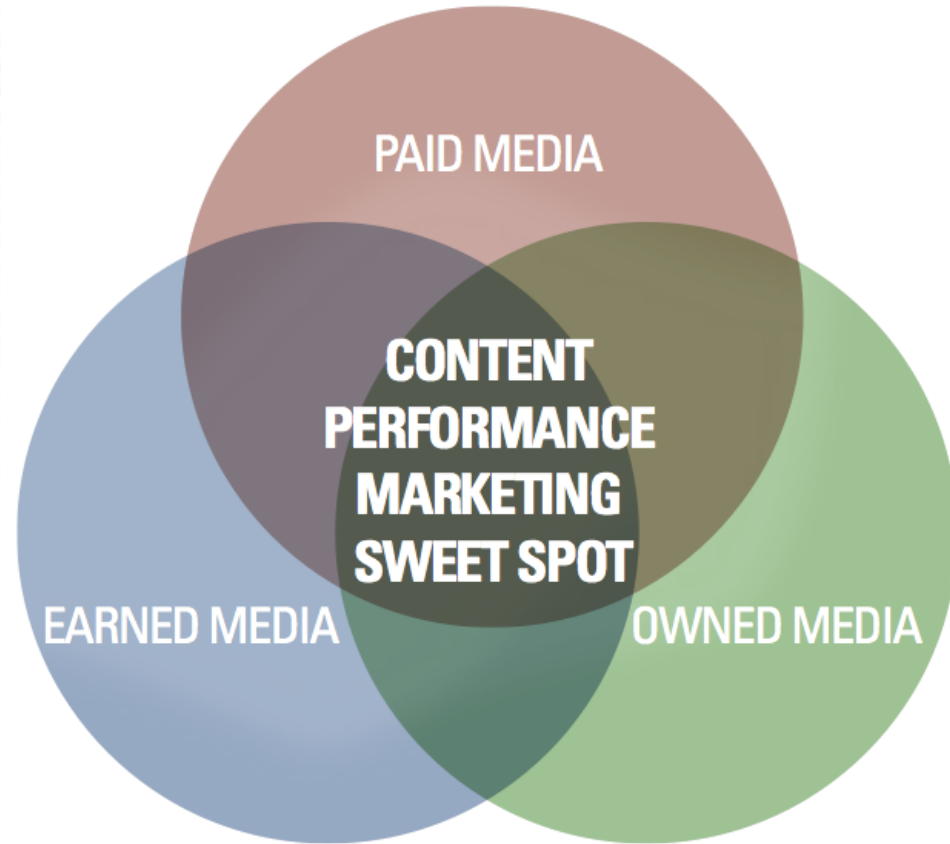 PAID MEDIA
CONTENT
PERFORMANCE
MARKETING
SWEET SPOT
EARNED MEDIA
OWNED MEDIA